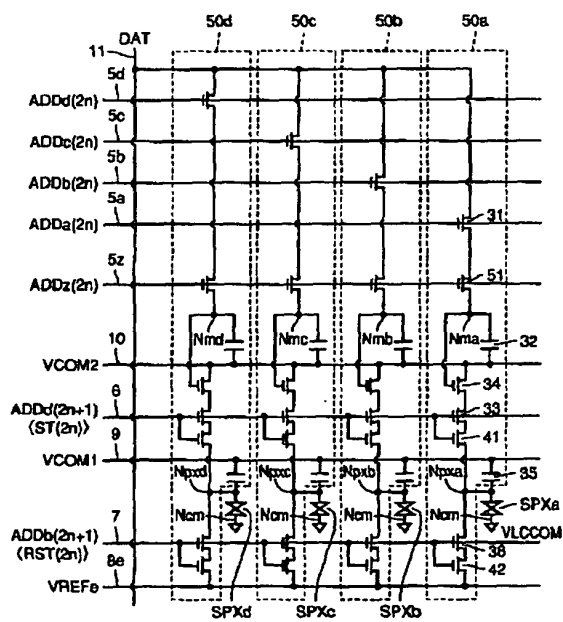 50d 50c 50b 50a
DAT
11
5d
ADDd(2n)
5c
ADDc(2n)
5b
ADDb(2n)
5a
ADDa(2n) 31
5z
ADDz(2n) 51
Nmd Nmc Nmb Nma 32
10
VCOM2 34
6
ADDd(2n+1) 33
⟨ST(2n)⟩
9 41
VCOM1
Npxd Npxc Npxb Npxa 35
SPXa
Ncm Ncm Ncm Ncm
7 VLCCOM
ADDb(2n+1) 38
⟨RST(2n)⟩
8e 42
VREFe
SPXd SPXc SPXb